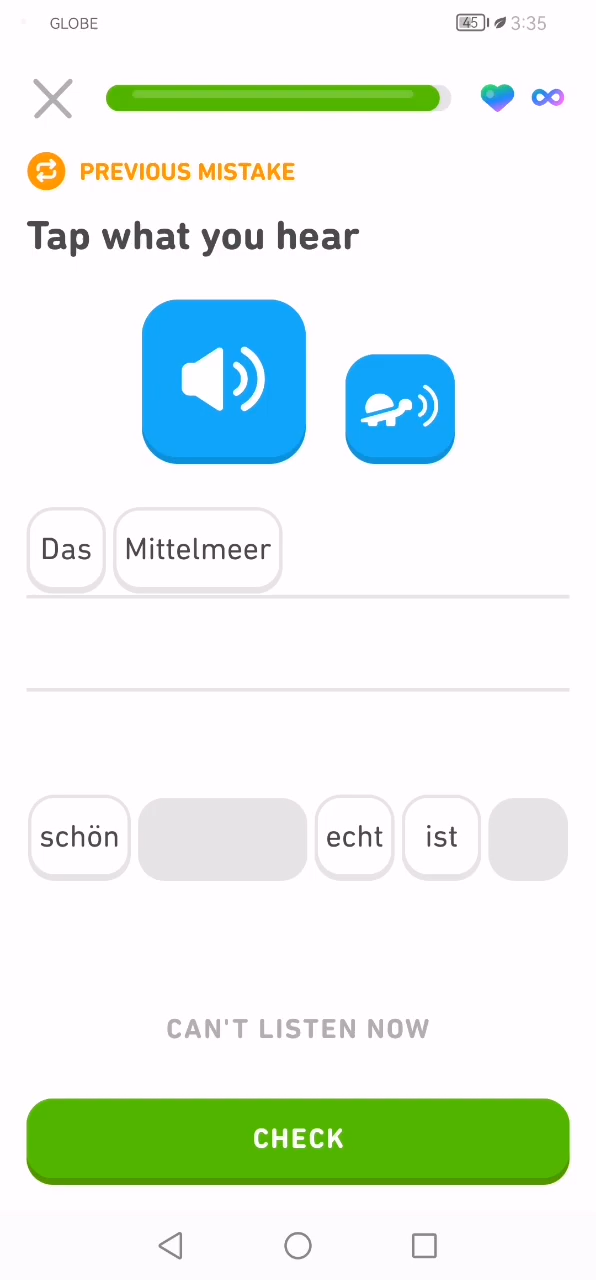 GLOBE 45 3:35
PREVIOUS MISTAKE
Tap what you hear
Das Mittelmeer
schön echt ist
CAN'T LISTEN NOW
CHECK